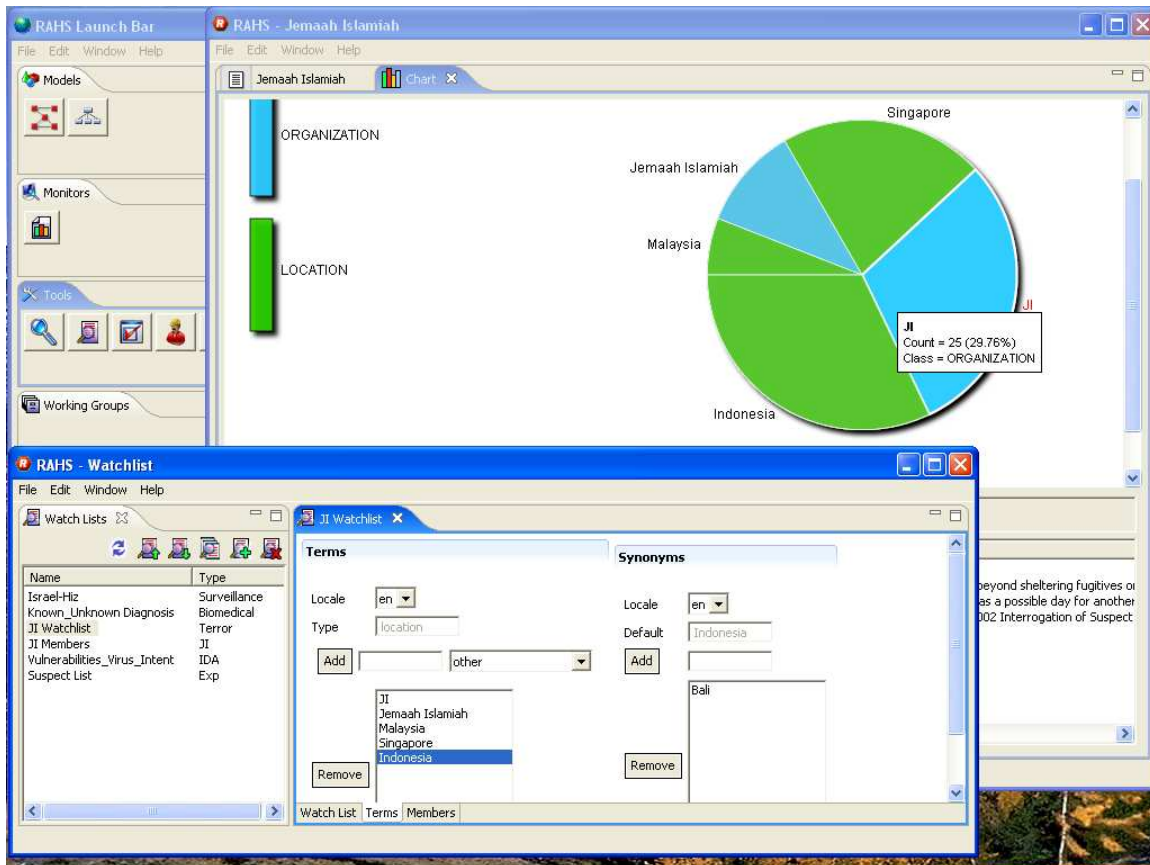 RAHS Launch Bar
File Edit Window Help
Models
Monitors
Tools
Working Groups
RAHS - Jemaah Islamiah
File Edit Window Help
Jemaah Islamiah
Chart
ORGANIZATION
LOCATION
Singapore
Jemaah Islamiah
Malaysia
JI
JI
Count = 25 (29.76%)
Class = ORGANIZATION
Indonesia
beyond sheltering fugitives
as a possible day for another
002 Interrogation of Suspect
RAHS - Watchlist
File Edit Window Help
Watch Lists
Name Type
Israel-Hiz Surveillance
Known_Unknown Diagnosis Biomedical
JI Watchlist Terror
JI Members JI
Vulnerabilities_Virus_Intent IDA
Suspect List Exp
JI Watchlist
Terms
Locale en
Type location
Add other
JI
Jemaah Islamiah
Malaysia
Singapore
Indonesia
Remove
Synonyms
Locale en
Default Indonesia
Add
Bali
Remove
Watch List Terms Members